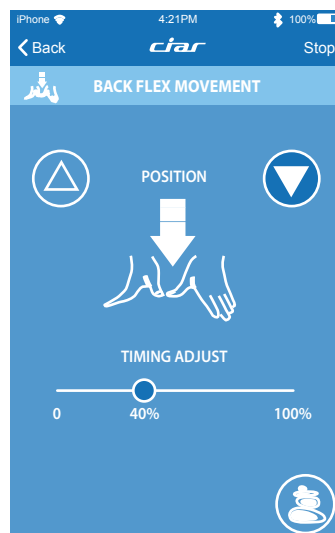 iPhone 4:21PM 100%
Back ciar Stop
BACK FLEX MOVEMENT
POSITION
TIMING ADJUST
0 40% 100%